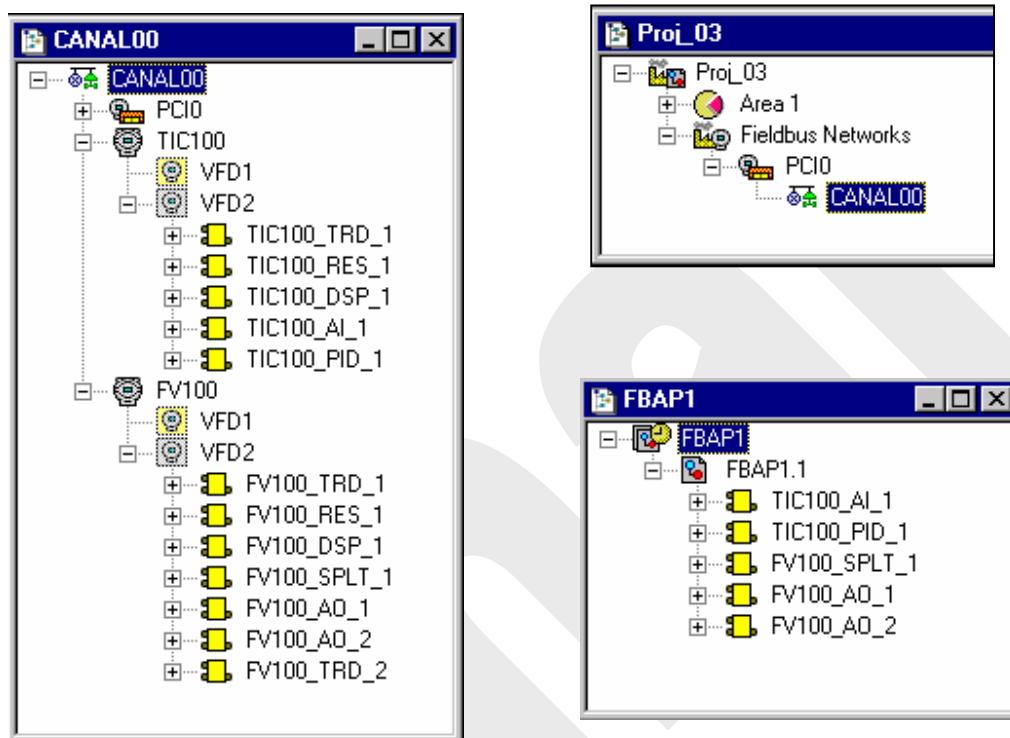 CANAL00
CANAL00
PCI0
TIC100
VFD1
VFD2
TIC100_TRD_1
TIC100_RES_1
TIC100_DSP_1
TIC100_AI_1
TIC100_PID_1
FV100
VFD1
VFD2
FV100_TRD_1
FV100_RES_1
FV100_DSP_1
FV100_SPLT_1
FV100_AO_1
FV100_AO_2
FV100_TRD_2
Proj_03
Proj_03
Area 1
Fieldbus Networks
PCI0
CANAL00
FBAP1
FBAP1
FBAP1.1
TIC100_AI_1
TIC100_PID_1
FV100_SPLT_1
FV100_AO_1
FV100_AO_2